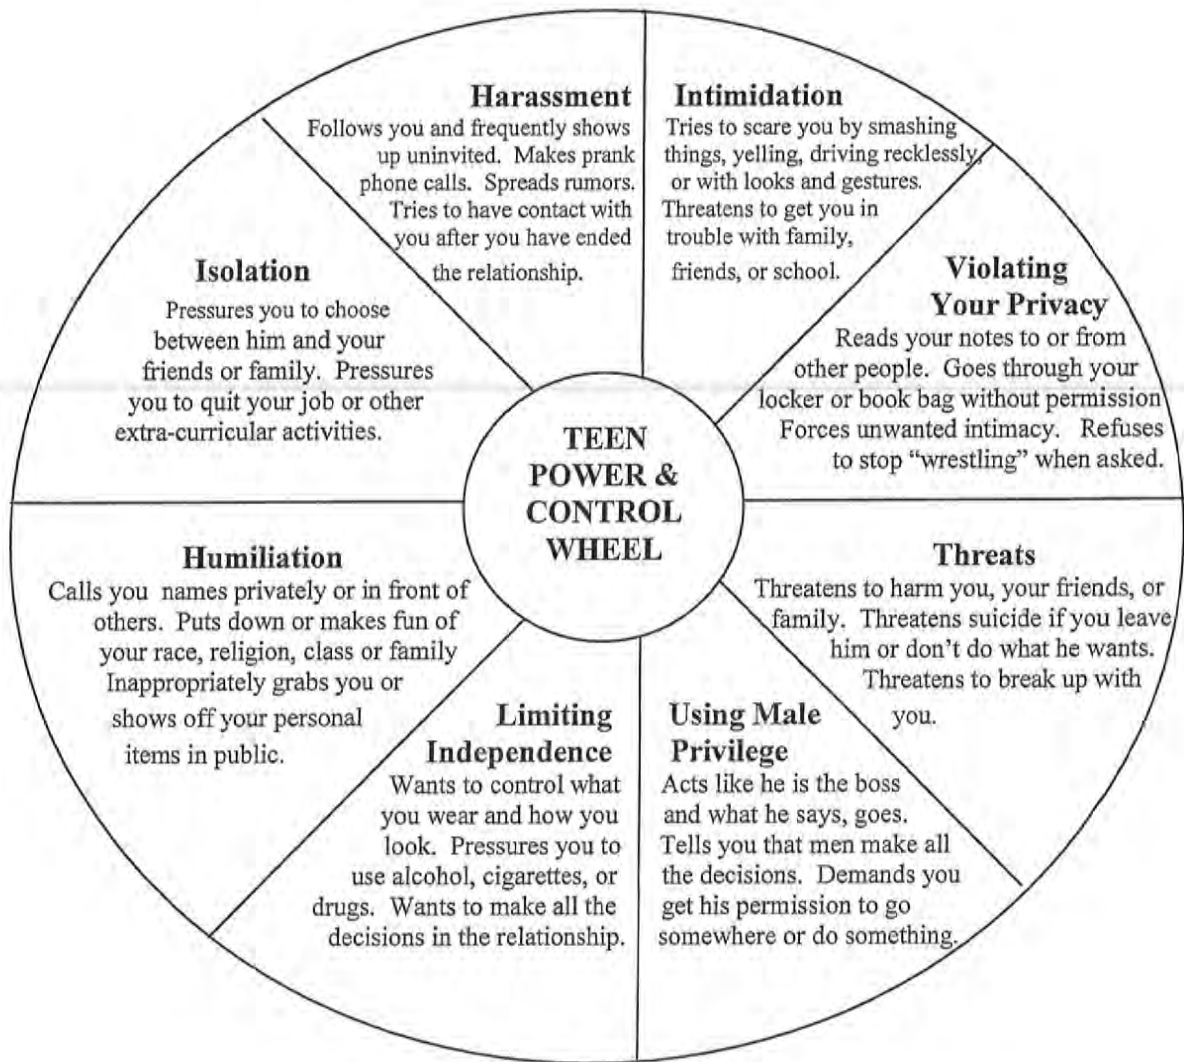 Harassment
Follows you and frequently shows
up uninvited. Makes prank
phone calls. Spreads rumors.
Tries to have contact with
you after you have ended
the relationship.
Intimidation
Tries to scare you by smashing
things, yelling, driving recklessly,
or with looks and gestures.
Threatens to get you in
trouble with family,
friends, or school.
Violating
Your Privacy
Reads your notes to or from
other people. Goes through your
locker or book bag without permission
Forces unwanted intimacy. Refuses
to stop “wrestling” when asked.
Threats
Threatens to harm you, your friends, or
family. Threatens suicide if you leave
him or don’t do what he wants.
Threatens to break up with
you.
Using Male
Privilege
Acts like he is the boss
and what he says, goes.
Tells you that men make all
the decisions. Demands you
get his permission to go
somewhere or do something.
Limiting
Independence
Wants to control what
you wear and how you
look. Pressures you to
use alcohol, cigarettes, or
drugs. Wants to make all the
decisions in the relationship.
Humiliation
Calls you names privately or in front of
others. Puts down or makes fun of
your race, religion, class or family
Inappropriately grabs you or
shows off your personal
items in public.
Isolation
Pressures you to choose
between him and your
friends or family. Pressures
you to quit your job or other
extra-curricular activities.
TEEN
POWER &
CONTROL
WHEEL